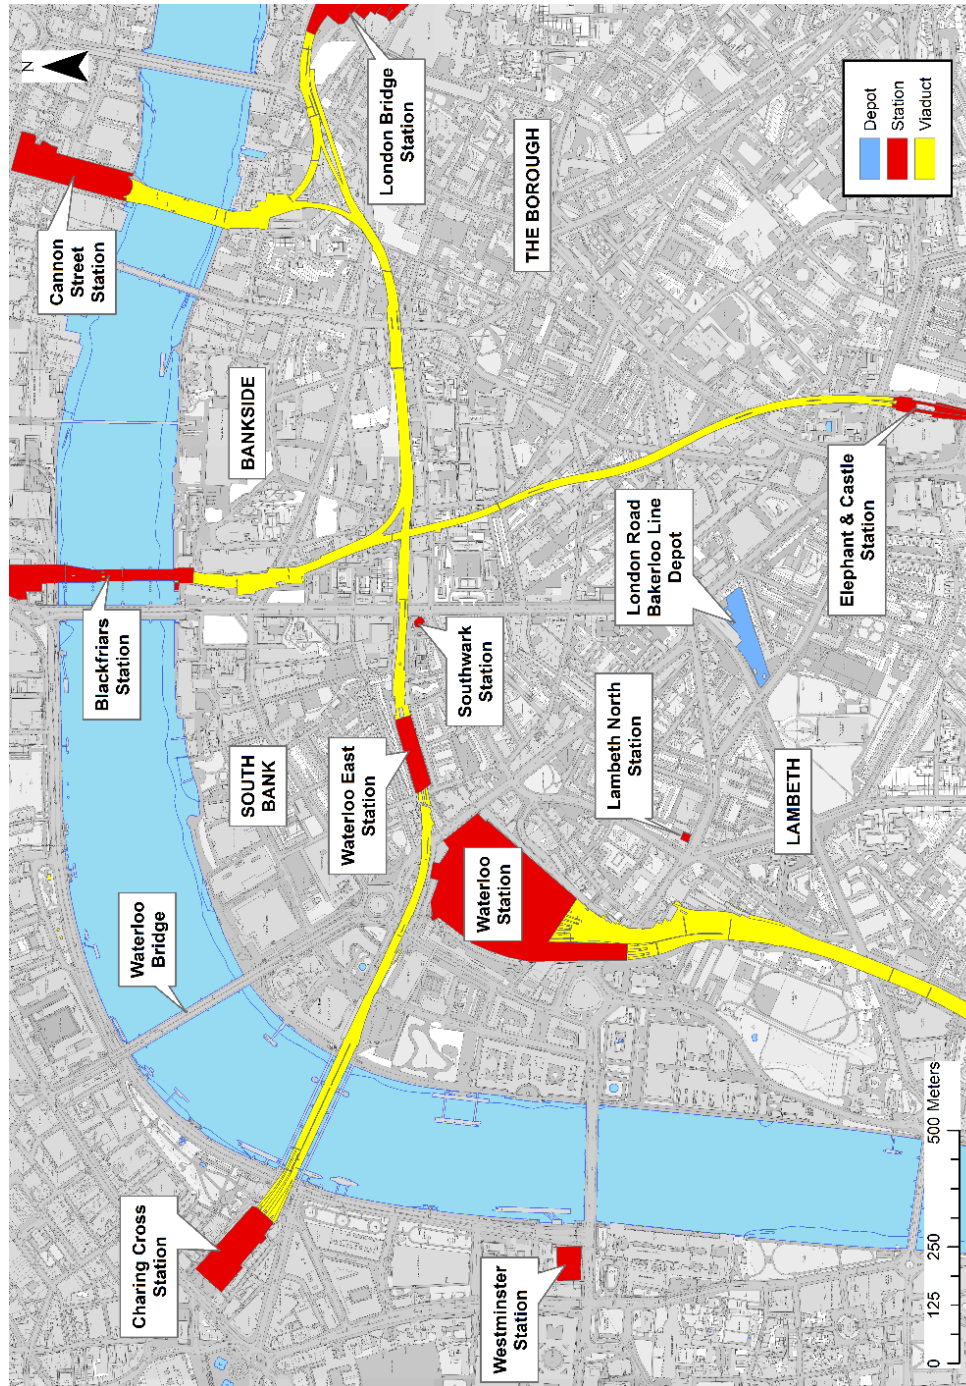 N
Cannon
Street
Station
London Bridge
Station
THE BOROUGH
Depot
Station
Viaduct
BANKSIDE
Blackfriars
Station
SOUTH
BANK
Waterloo East
Station
Southwark
Station
London Road
Bakerloo Line
Depot
Elephant & Castle
Station
Lambeth North
Station
LAMBETH
Waterloo
Bridge
Waterloo
Station
Charing Cross
Station
Westminster
Station
0 125 250 500 Meters